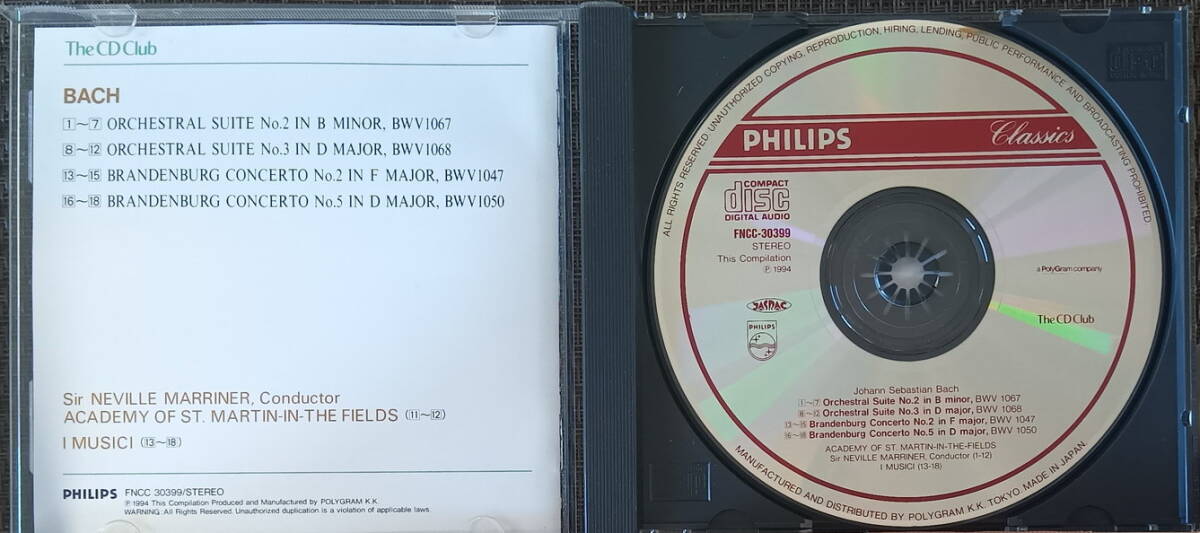 The CD Club
BACH
1~7 ORCHESTRAL SUITE No.2 IN B MINOR, BWV1067
8~12 ORCHESTRAL SUITE No.3 IN D MAJOR, BWV1068
13~15 BRANDENBURG CONCERTO No.2 IN F MAJOR, BWV1047
16~18 BRANDENBURG CONCERTO No.5 IN D MAJOR, BWV1050
Sir NEVILLE MARRINER, Conductor
ACADEMY OF ST. MARTIN-IN-THE FIELDS (11~12)
I MUSICI (13~18)
PHILIPS FNCC 30399/STEREO
℗ 1994 This Compilation Produced and Manufactured by POLYGRAM K.K.
WARNING: All Rights Reserved. Unauthorized duplication is a violation of applicable laws.
ALL RIGHTS RESERVED. UNAUTHORIZED COPYING, REPRODUCTION, HIRING, LENDING, PUBLIC PERFORMANCE AND BROADCASTING PROHIBITED
PHILIPS Classics
COMPACT
disc
DIGITAL AUDIO
FNCC-30399
STEREO
This Compilation
℗ 1994
a PolyGram company
JASRAC
PHILIPS
The CD Club
Johann Sebastian Bach
1~7 Orchestral Suite No.2 in B minor, BWV 1067
8~12 Orchestral Suite No.3 in D major, BWV 1068
13~15 Brandenburg Concerto No.2 in F major, BWV 1047
16~18 Brandenburg Concerto No.5 in D major, BWV 1050
ACADEMY OF ST. MARTIN-IN-THE-FIELDS
Sir NEVILLE MARRINER, Conductor (1-12)
I MUSICI (13-18)
MANUFACTURED AND DISTRIBUTED BY POLYGRAM K.K. TOKYO. MADE IN JAPAN